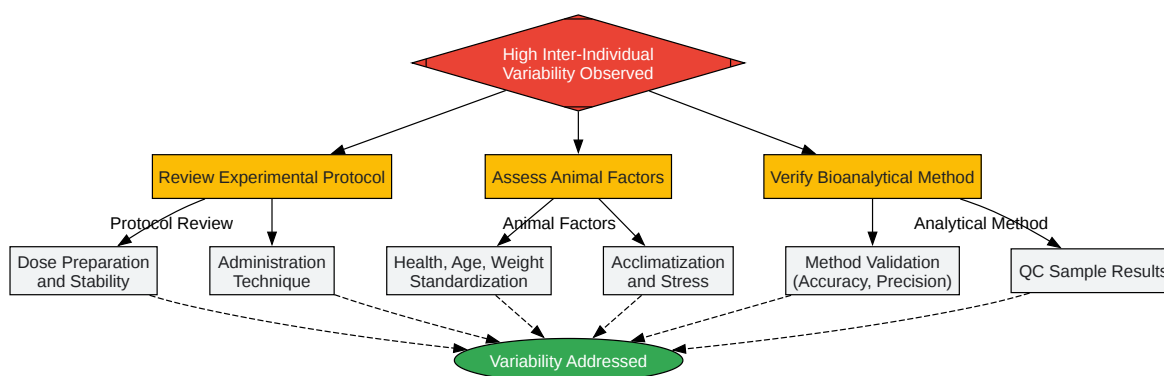 High Inter-Individual
Variability Observed
Review Experimental Protocol
Assess Animal Factors
Verify Bioanalytical Method
Protocol Review
Animal Factors
Analytical Method
Dose Preparation
and Stability
Administration
Technique
Health, Age, Weight
Standardization
Acclimatization
and Stress
Method Validation
(Accuracy, Precision)
QC Sample Results
Variability Addressed